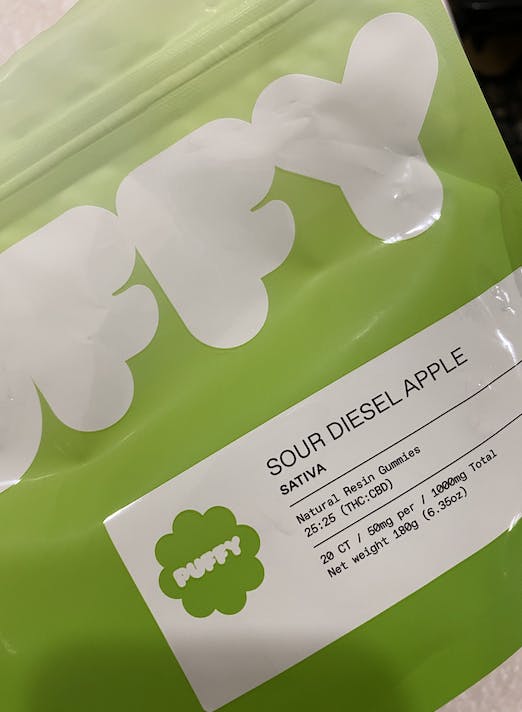 UFFY
SOUR DIESEL APPLE
SATIVA
Natural Resin Gummies
25:25 (THC:CBD)
20 CT / 50mg per / 1000mg Total
Net weight 180g (6.35oz)
PUFFY